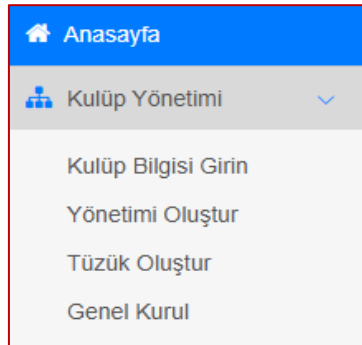 Anasayfa
Kulüp Yönetimi
Kulüp Bilgisi Girin
Yönetimi Oluştur
Tüzük Oluştur
Genel Kurul